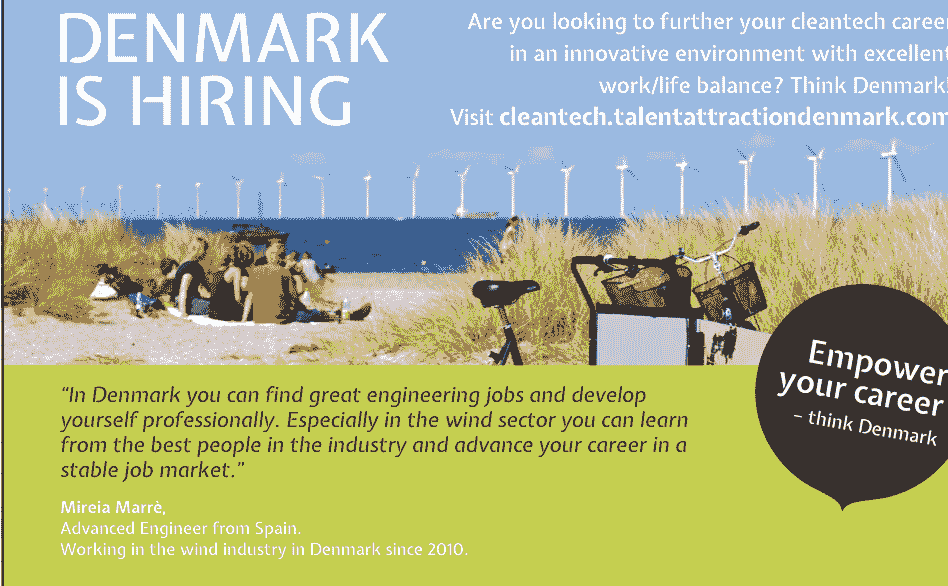 DENMARK
IS HIRING
Are you looking to further your cleantech career
in an innovative environment with excellent
work/life balance? Think Denmark!
Visit cleantech.talentattractiondenmark.com
Empower
your career
– think Denmark
“In Denmark you can find great engineering jobs and develop
yourself professionally. Especially in the wind sector you can learn
from the best people in the industry and advance your career in a
stable job market.”
Mireia Marrè,
Advanced Engineer from Spain.
Working in the wind industry in Denmark since 2010.